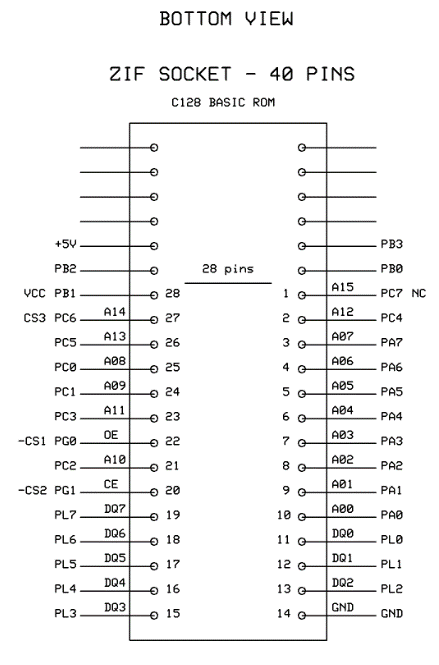 BOTTOM VIEW
ZIF SOCKET - 40 PINS
C128 BASIC ROM
+5V PB3
PB2 28 pins PB0
VCC PB1 28 1 A15 PC7 NC
CS3 PC6 A14 27 2 A12 PC4
PC5 A13 26 3 A07 PA7
PC0 A08 25 4 A06 PA6
PC1 A09 24 5 A05 PA5
PC3 A11 23 6 A04 PA4
-CS1 PG0 OE 22 7 A03 PA3
PC2 A10 21 8 A02 PA2
-CS2 PG1 CE 20 9 A01 PA1
PL7 DQ7 19 10 A00 PA0
PL6 DQ6 18 11 DQ0 PL0
PL5 DQ5 17 12 DQ1 PL1
PL4 DQ4 16 13 DQ2 PL2
PL3 DQ3 15 14 GND GND